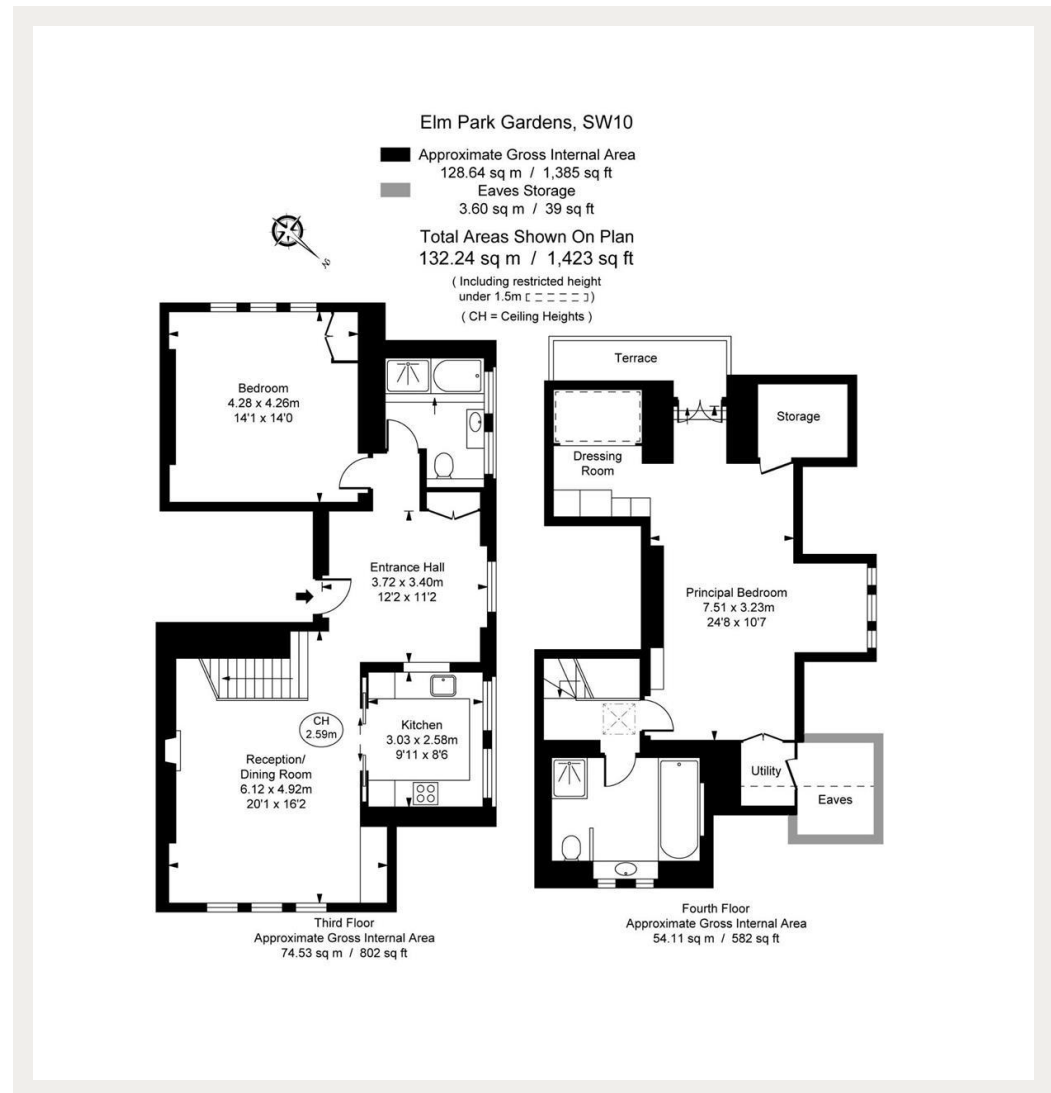 Elm Park Gardens, SW10
Approximate Gross Internal Area
128.64 sq m / 1,385 sq ft
Eaves Storage
3.60 sq m / 39 sq ft
Total Areas Shown On Plan
132.24 sq m / 1,423 sq ft
( Including restricted height
under 1.5m )
( CH = Ceiling Heights )
N
Bedroom
4.28 x 4.26m
14'1 x 14'0
Entrance Hall
3.72 x 3.40m
12'2 x 11'2
CH
2.59m
Kitchen
3.03 x 2.58m
9'11 x 8'6
Reception/
Dining Room
6.12 x 4.92m
20'1 x 16'2
Third Floor
Approximate Gross Internal Area
74.53 sq m / 802 sq ft
Terrace
Storage
Dressing
Room
Principal Bedroom
7.51 x 3.23m
24'8 x 10'7
Utility
Eaves
Fourth Floor
Approximate Gross Internal Area
54.11 sq m / 582 sq ft